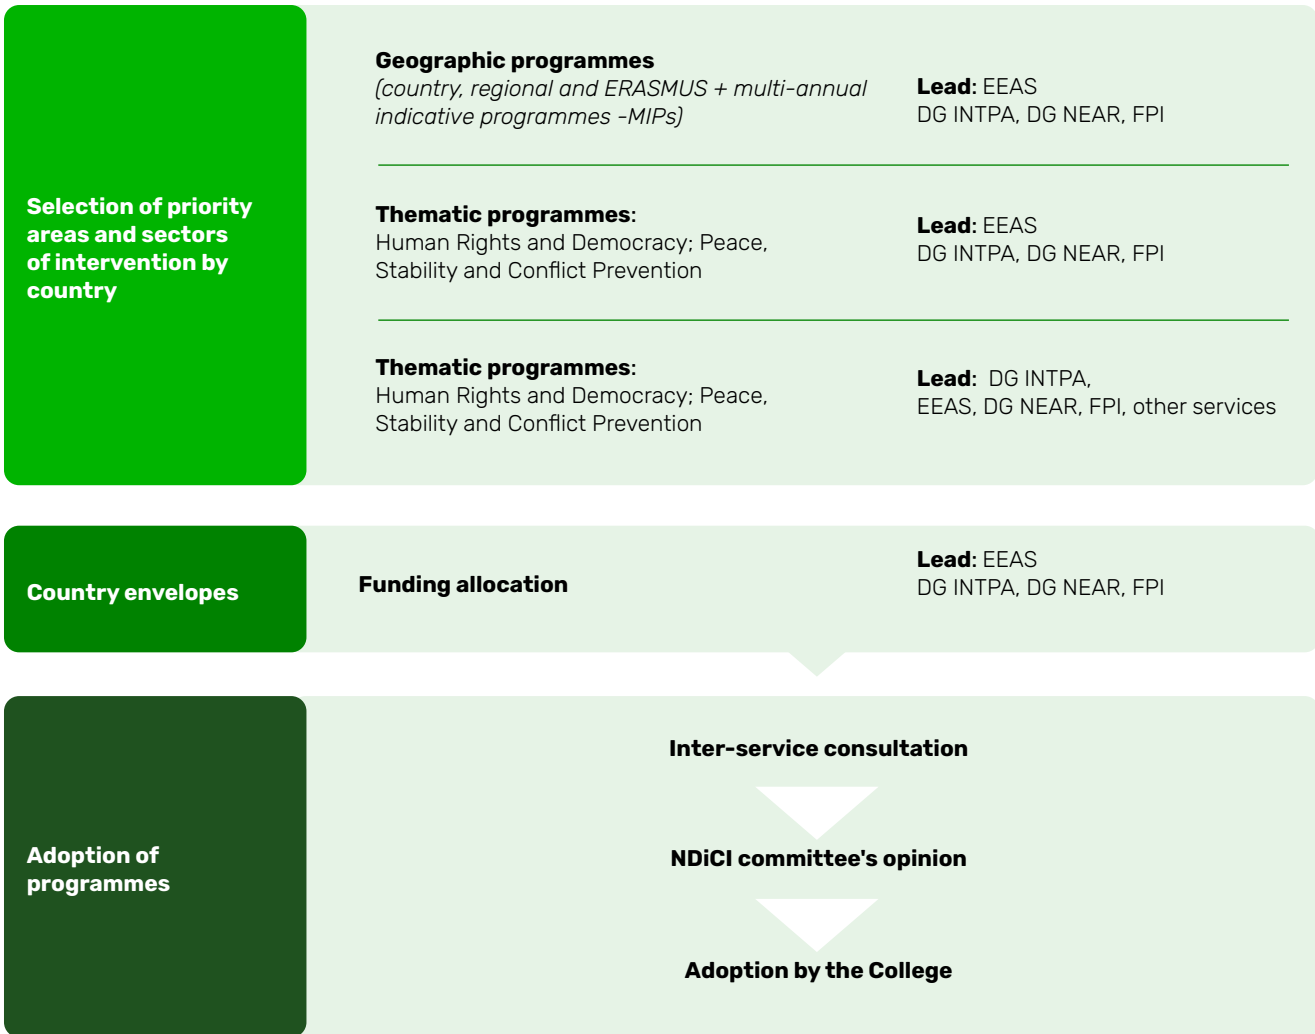 Selection of priority
areas and sectors
of intervention by
country
Geographic programmes
(country, regional and ERASMUS + multi-annual
indicative programmes -MIPs)
Lead: EEAS
DG INTPA, DG NEAR, FPI
Thematic programmes:
Human Rights and Democracy; Peace,
Stability and Conflict Prevention
Lead: EEAS
DG INTPA, DG NEAR, FPI
Thematic programmes:
Human Rights and Democracy; Peace,
Stability and Conflict Prevention
Lead: DG INTPA,
EEAS, DG NEAR, FPI, other services
Country envelopes
Funding allocation
Lead: EEAS
DG INTPA, DG NEAR, FPI
Adoption of
programmes
Inter-service consultation
NDiCI committee's opinion
Adoption by the College